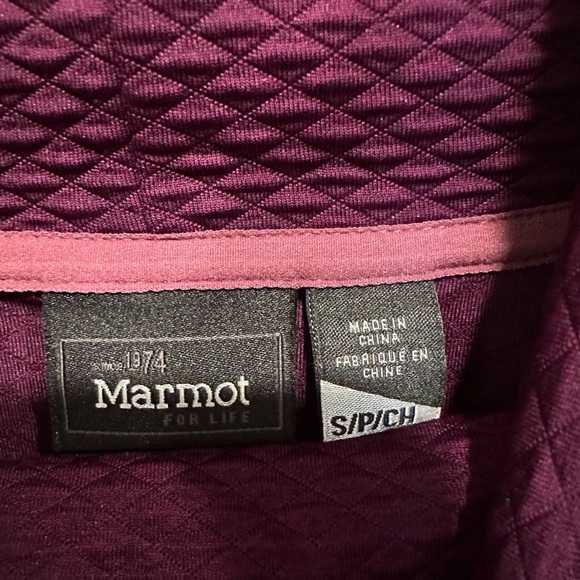 SINCE 1974
Marmot
FOR LIFE
MADE IN
CHINA
FABRIQUÉ EN
CHINE
S/P/CH